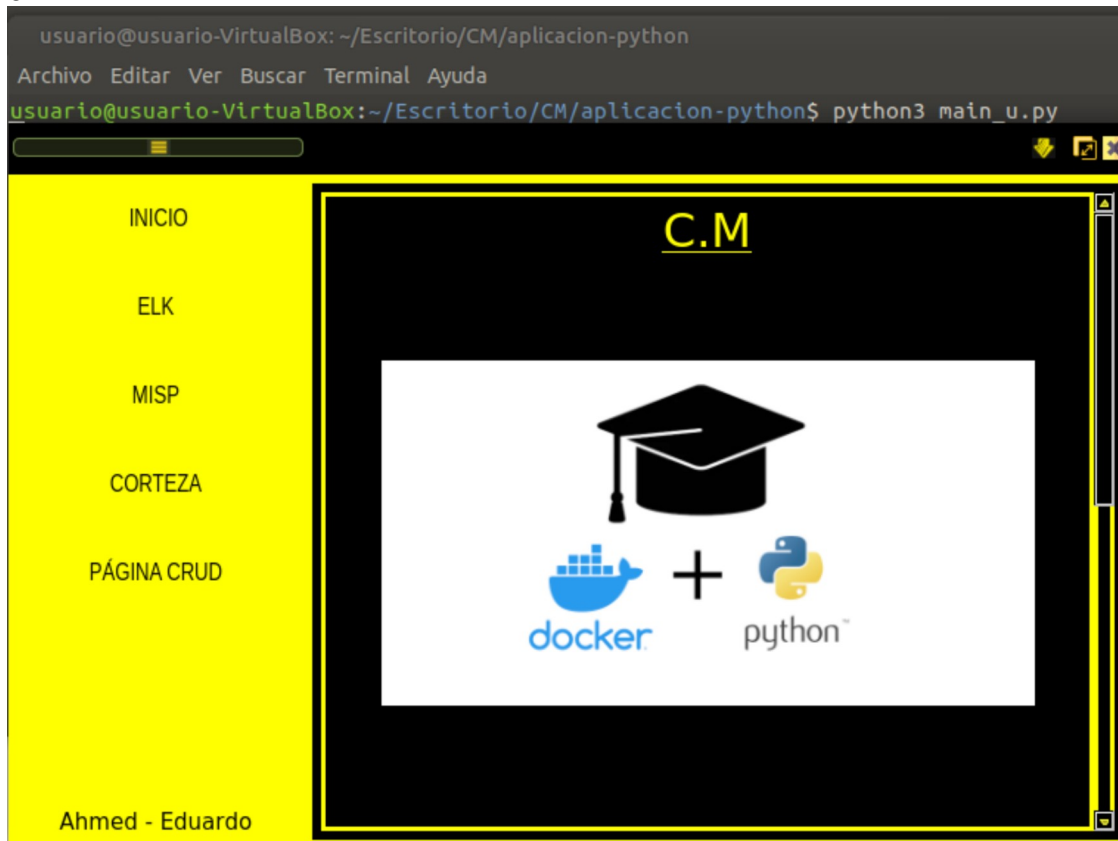 usuario@usuario-VirtualBox: ~/Escritorio/CM/aplicacion-python
Archivo Editar Ver Buscar Terminal Ayuda
usuario@usuario-VirtualBox:~/Escritorio/CM/aplicacion-python$ python3 main_u.py
INICIO
ELK
MISP
CORTEZA
PÁGINA CRUD
Ahmed - Eduardo
C.M
docker
python™